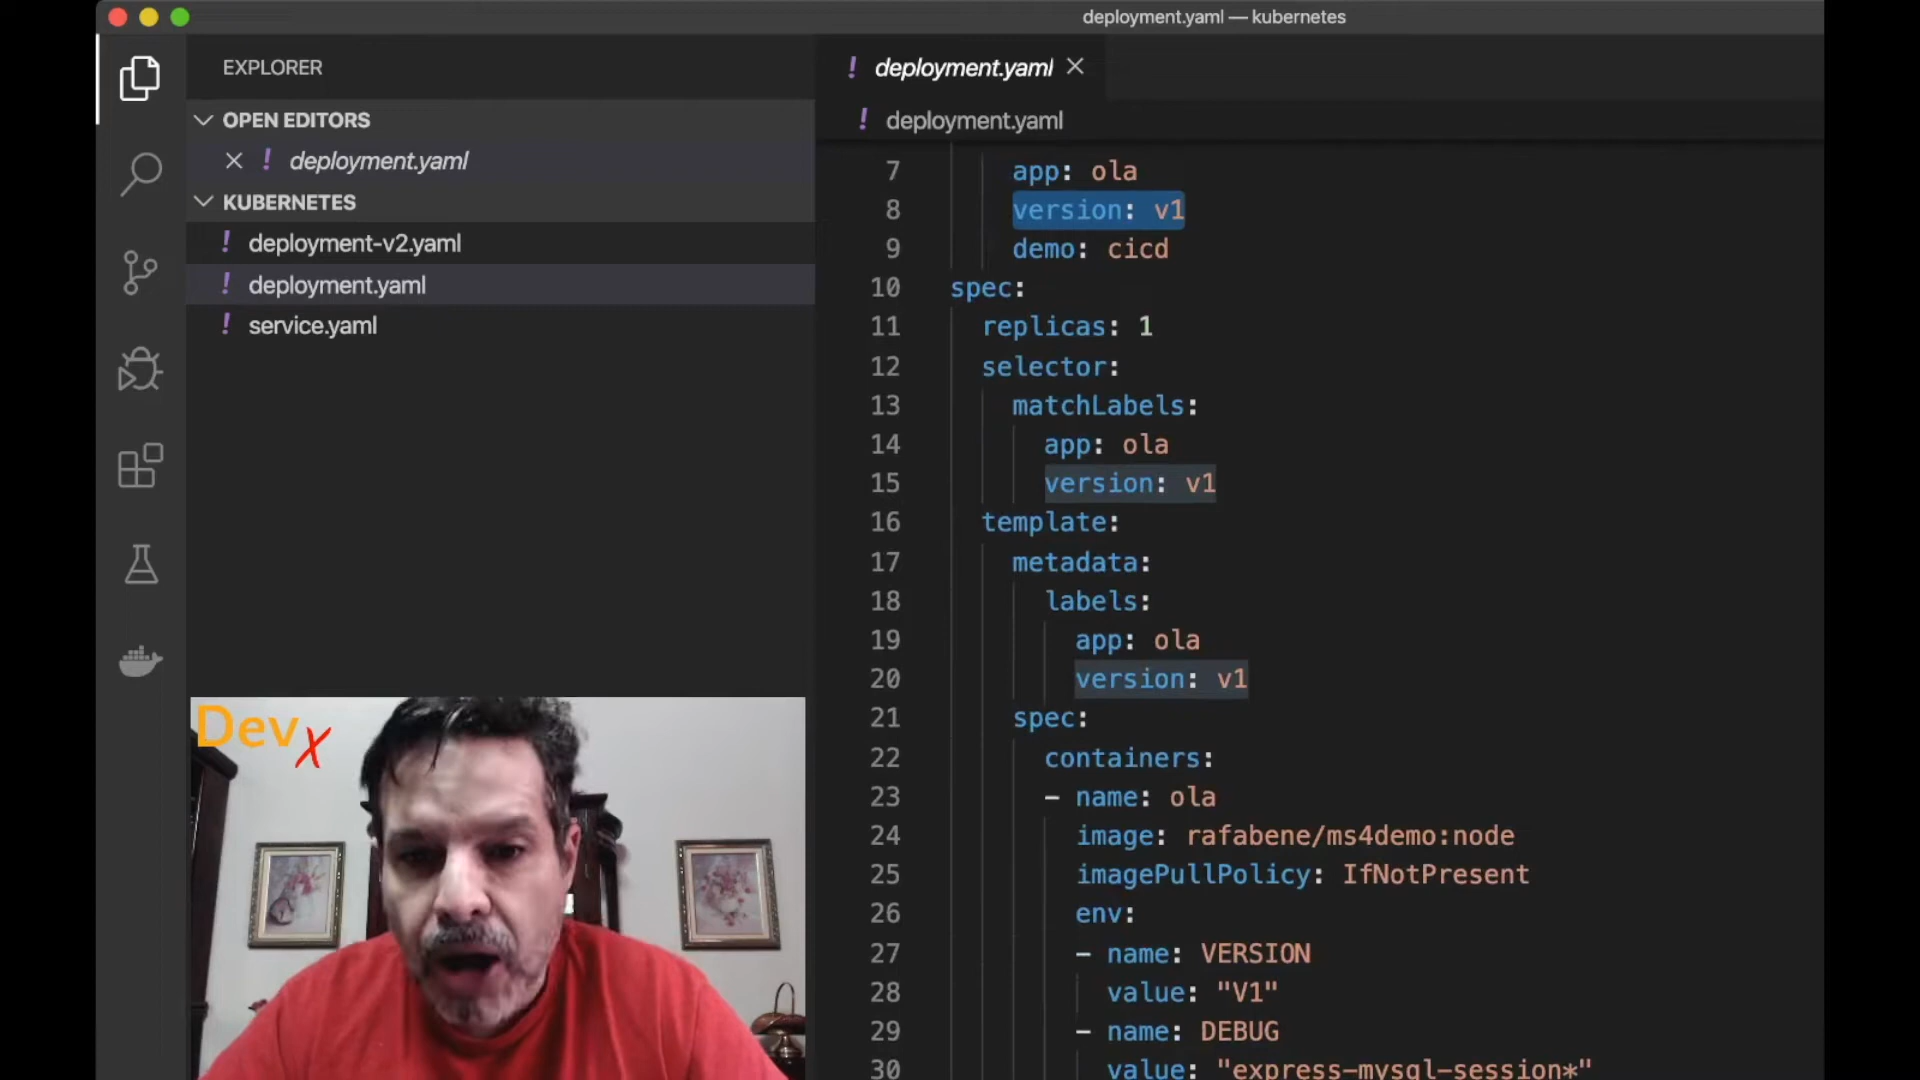 deployment.yaml — kubernetes
EXPLORER
OPEN EDITORS
deployment.yaml
KUBERNETES
deployment-v2.yaml
deployment.yaml
service.yaml
DevX
deployment.yaml
deployment.yaml
7 app: ola
8 version: v1
9 demo: cicd
10 spec:
11 replicas: 1
12 selector:
13 matchLabels:
14 app: ola
15 version: v1
16 template:
17 metadata:
18 labels:
19 app: ola
20 version: v1
21 spec:
22 containers:
23 - name: ola
24 image: rafabene/ms4demo:node
25 imagePullPolicy: IfNotPresent
26 env:
27 - name: VERSION
28 value: "V1"
29 - name: DEBUG
30 value: "express-mysql-session*"